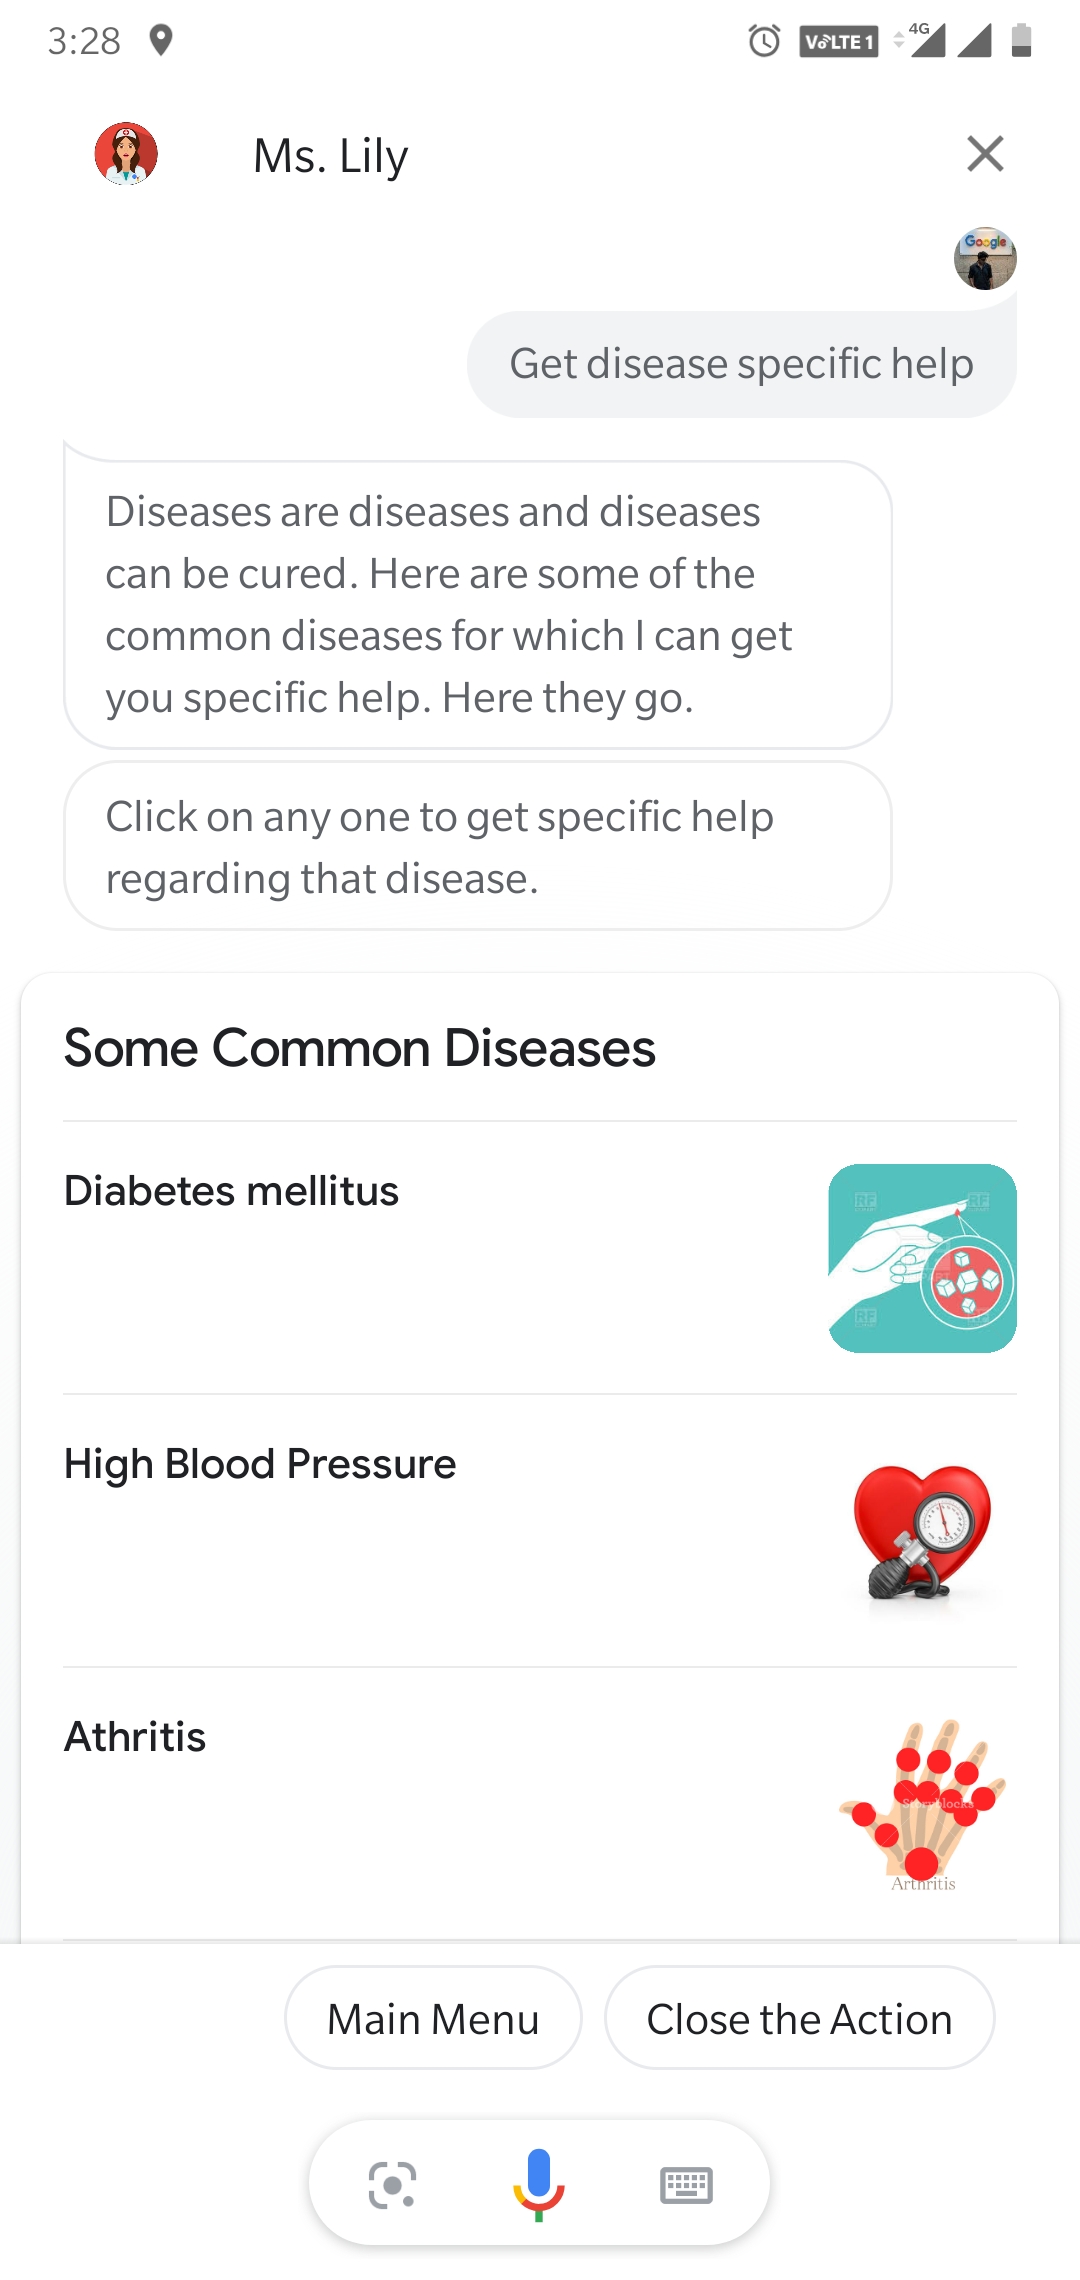 3:28
VoLTE 1
4G
Ms. Lily
Google
Get disease specific help
Diseases are diseases and diseases
can be cured. Here are some of the
common diseases for which I can get
you specific help. Here they go.
Click on any one to get specific help
regarding that disease.
Some Common Diseases
Diabetes mellitus
RF
RF
RF
RF
High Blood Pressure
Athritis
Storyblocks
Arthritis
Main Menu
Close the Action